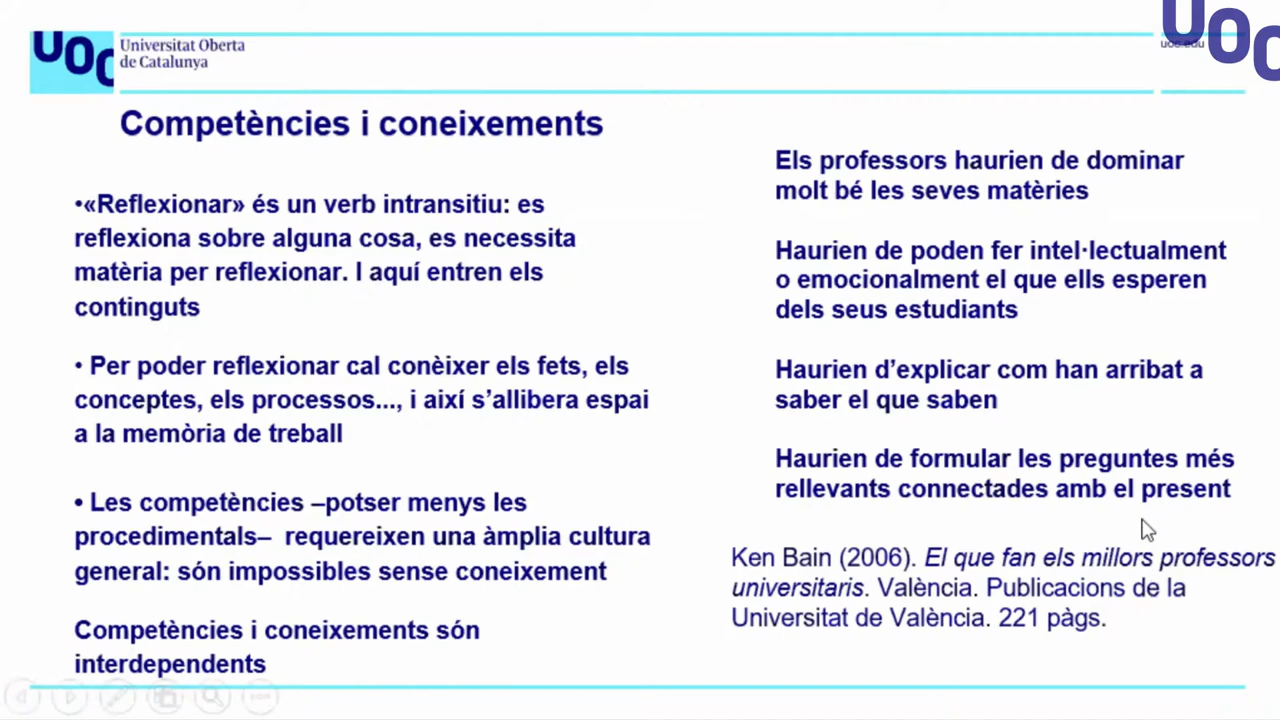 UOC
Universitat Oberta
de Catalunya
uoc.edu
UOC
Competències i coneixements
•«Reflexionar» és un verb intransitiu: es
reflexiona sobre alguna cosa, es necessita
matèria per reflexionar. I aquí entren els
continguts
• Per poder reflexionar cal conèixer els fets, els
conceptes, els processos..., i així s’allibera espai
a la memòria de treball
• Les competències –potser menys les
procedimentals– requereixen una àmplia cultura
general: són impossibles sense coneixement
Competències i coneixements són
interdependents
Els professors haurien de dominar
molt bé les seves matèries
Haurien de poden fer intel·lectualment
o emocionalment el que ells esperen
dels seus estudiants
Haurien d’explicar com han arribat a
saber el que saben
Haurien de formular les preguntes més
rellevants connectades amb el present
Ken Bain (2006). El que fan els millors professors
universitaris. València. Publicacions de la
Universitat de València. 221 pàgs.